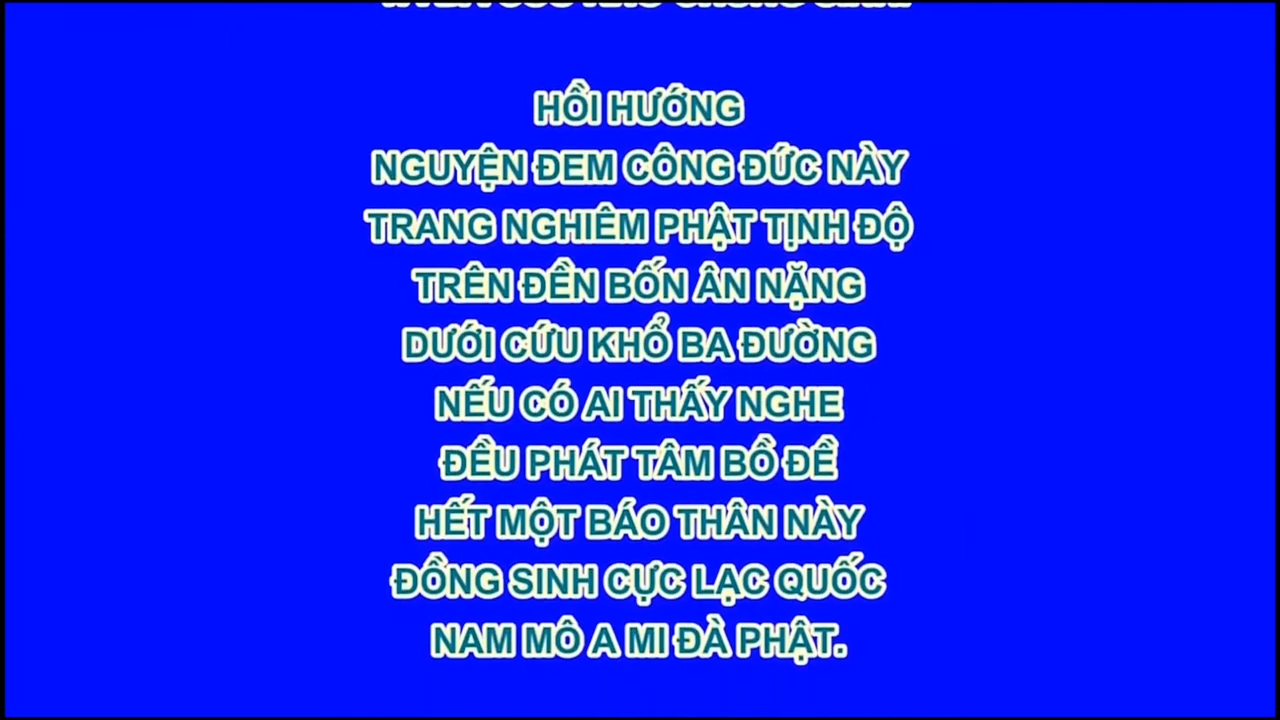 HỒI HƯỚNG
NGUYỆN ĐEM CÔNG ĐỨC NÀY
TRANG NGHIÊM PHẬT TỊNH ĐỘ
TRÊN ĐỀN BỐN ÂN NẶNG
DƯỚI CỨU KHỔ BA ĐƯỜNG
NẾU CÓ AI THẤY NGHE
ĐỀU PHÁT TÂM BỒ ĐỀ
HẾT MỘT BÁO THÂN NÀY
ĐỒNG SINH CỰC LẠC QUỐC
NAM MÔ A MI ĐÀ PHẬT.